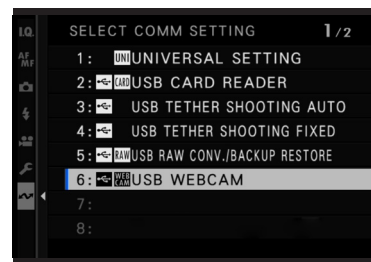 I.Q. SELECT COMM SETTING 1/2
1: UNI UNIVERSAL SETTING
AF MF
2: CARD USB CARD READER
3: USB TETHER SHOOTING AUTO
4: USB TETHER SHOOTING FIXED
5: RAW USB RAW CONV./BACKUP RESTORE
6: WEB CAM USB WEBCAM
7:
8: